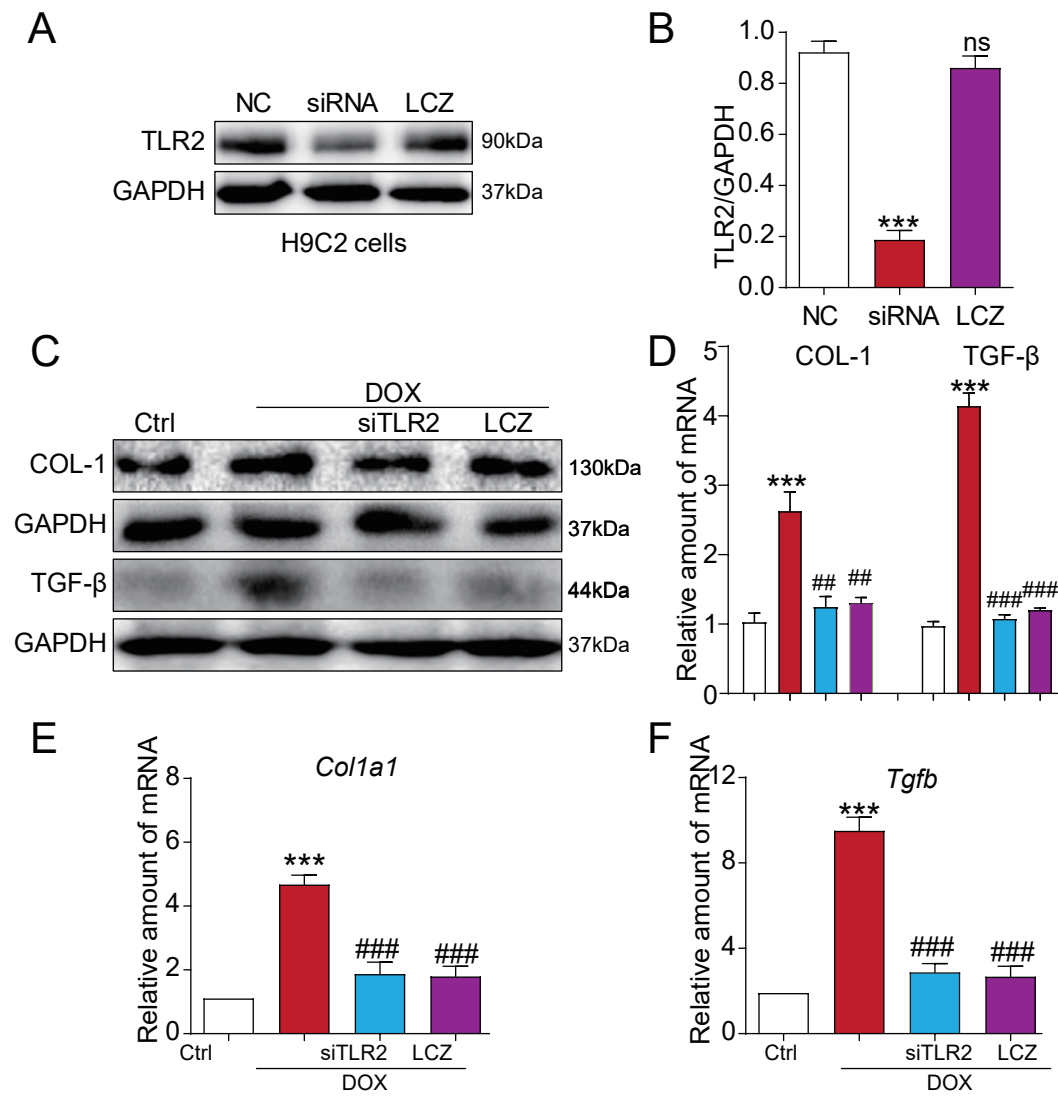 A
NC siRNA LCZ
TLR2 90kDa
GAPDH 37kDa
H9C2 cells
B
TLR2/GAPDH
1.0
0.8
0.6
0.4
0.2
0.0
ns
***
NC siRNA LCZ
C
DOX
Ctrl siTLR2 LCZ
COL-1 130kDa
GAPDH 37kDa
TGF-β 44kDa
GAPDH 37kDa
D
Relative amount of mRNA
5
4
3
2
1
0
COL-1 TGF-β
*** ## ##
*** ### ###
E
Relative amount of mRNA
Col1a1
8
6
4
2
0
*** ### ###
Ctrl siTLR2 LCZ
DOX
F
Relative amount of mRNA
Tgfb
12
8
4
0
*** ### ###
Ctrl siTLR2 LCZ
DOX